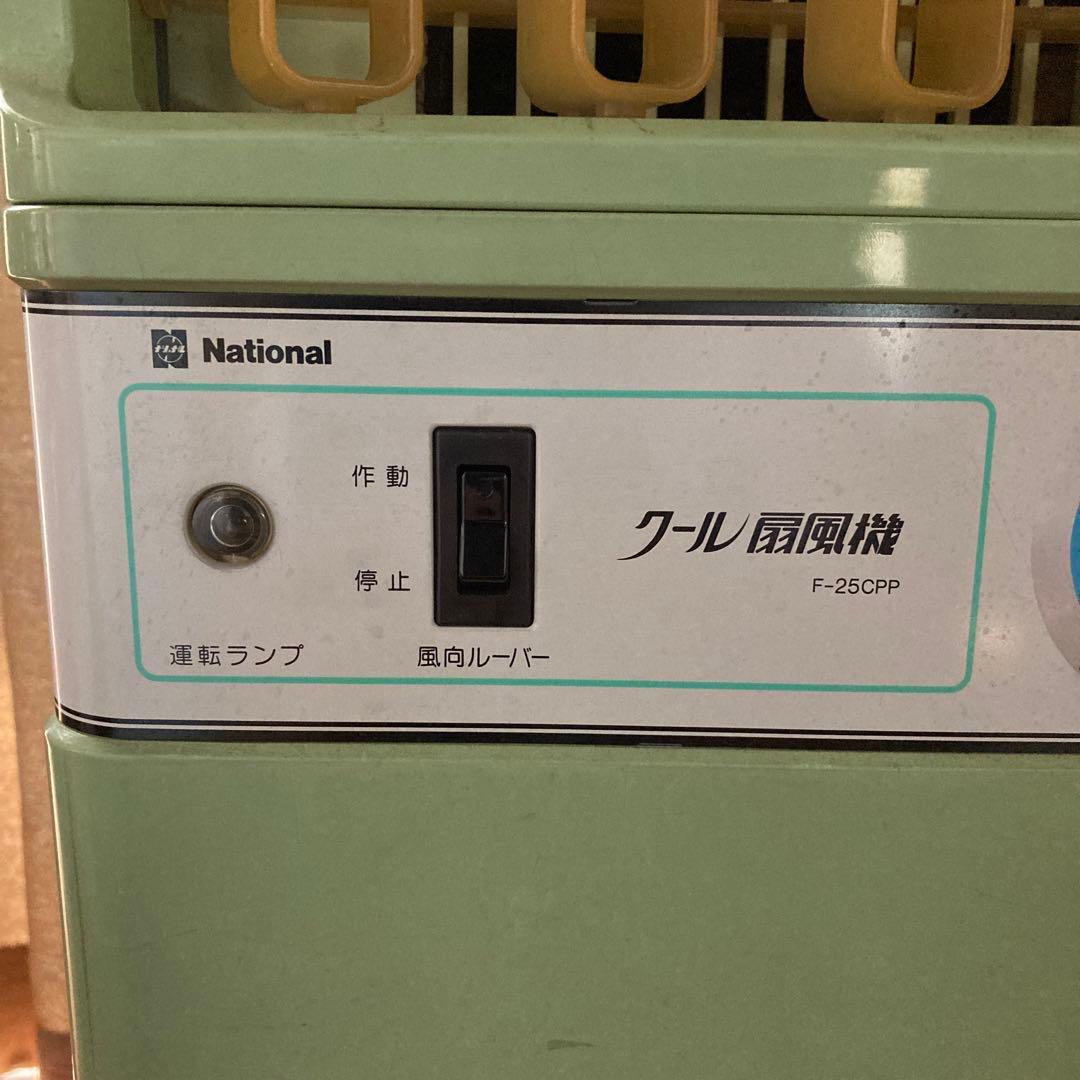 National
作動
停止
運転ランプ
風向ルーバー
クール扇風機
F-25CPP